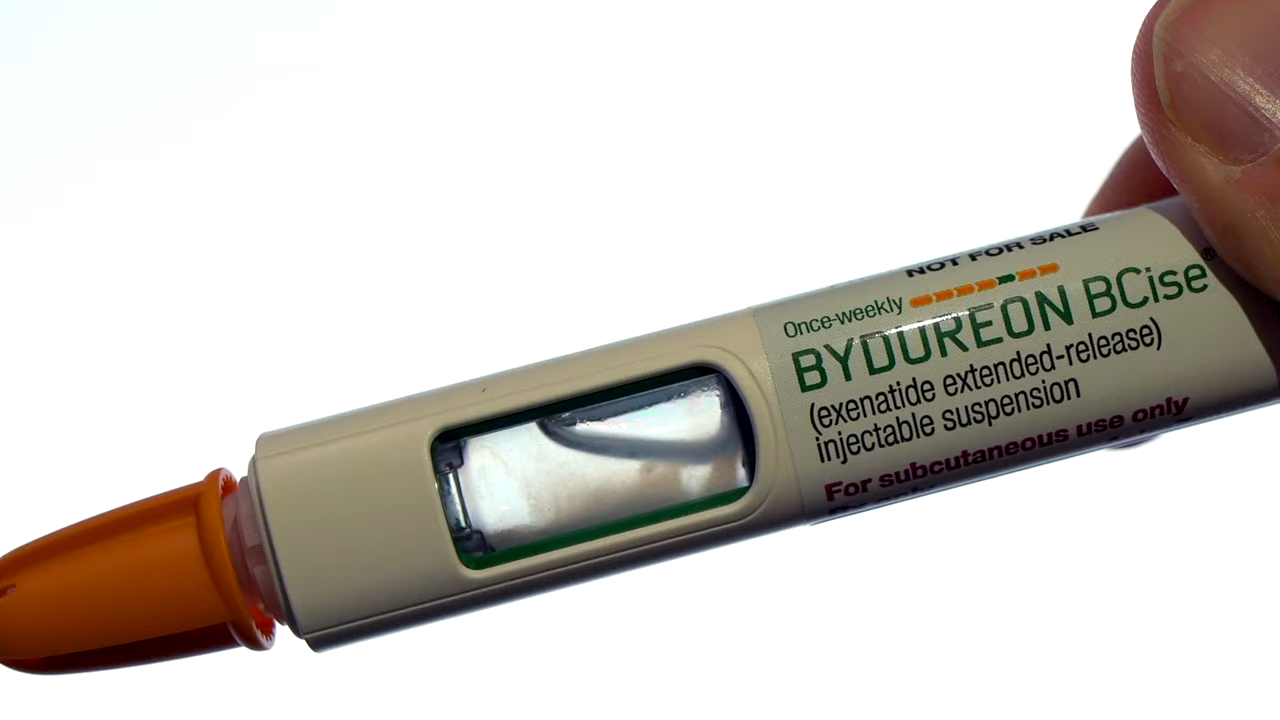 NOT FOR SALE
Once-weekly
BYDUREON BCise®
(exenatide extended-release)
injectable suspension
For subcutaneous use only